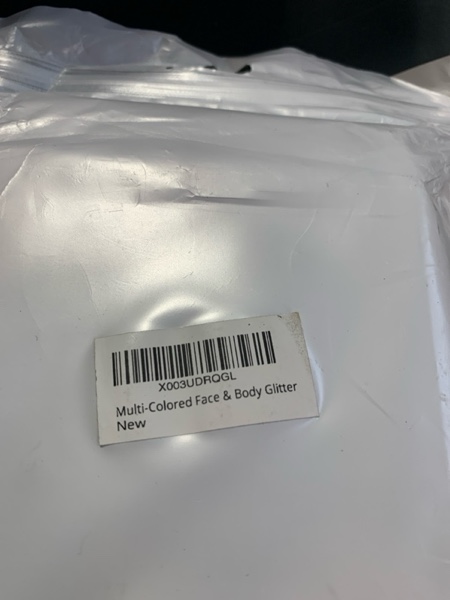 X003UDRQGL
Multi-Colored Face & Body Glitter
New